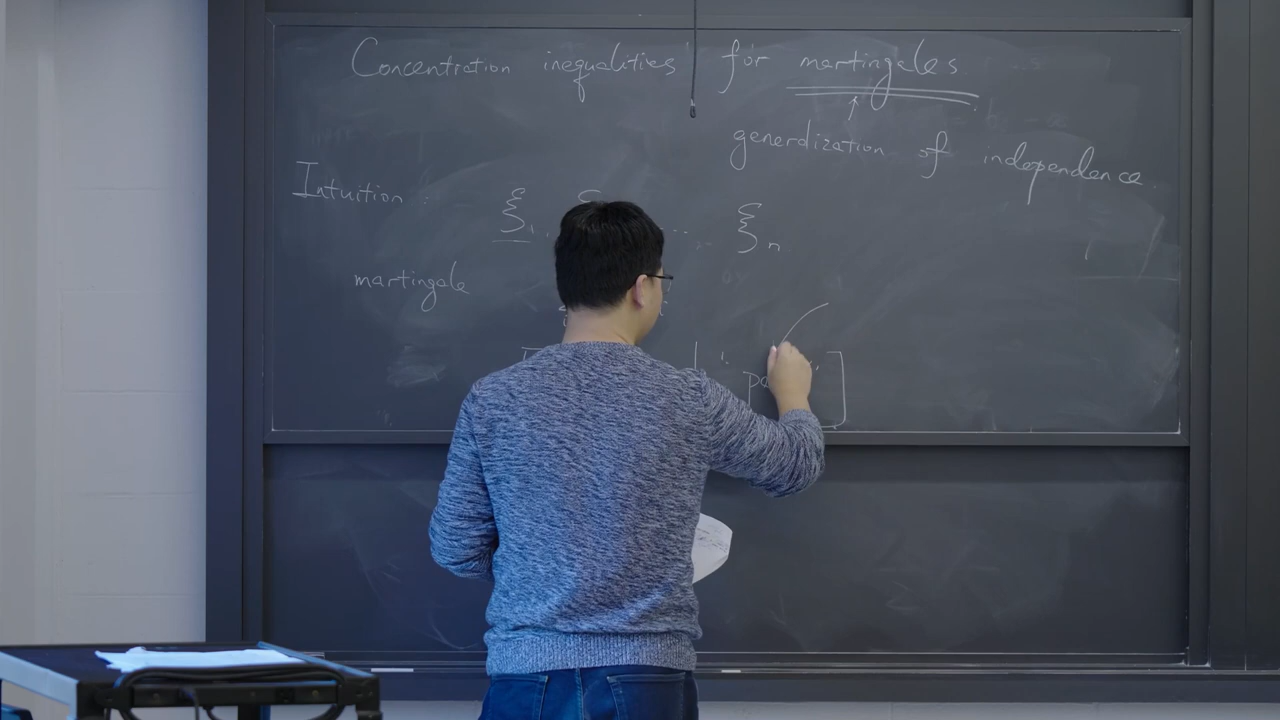 Concentration inequalities for martingales
generalization of independence.
Intuition : ξ₁, ... ξₙ
martingale